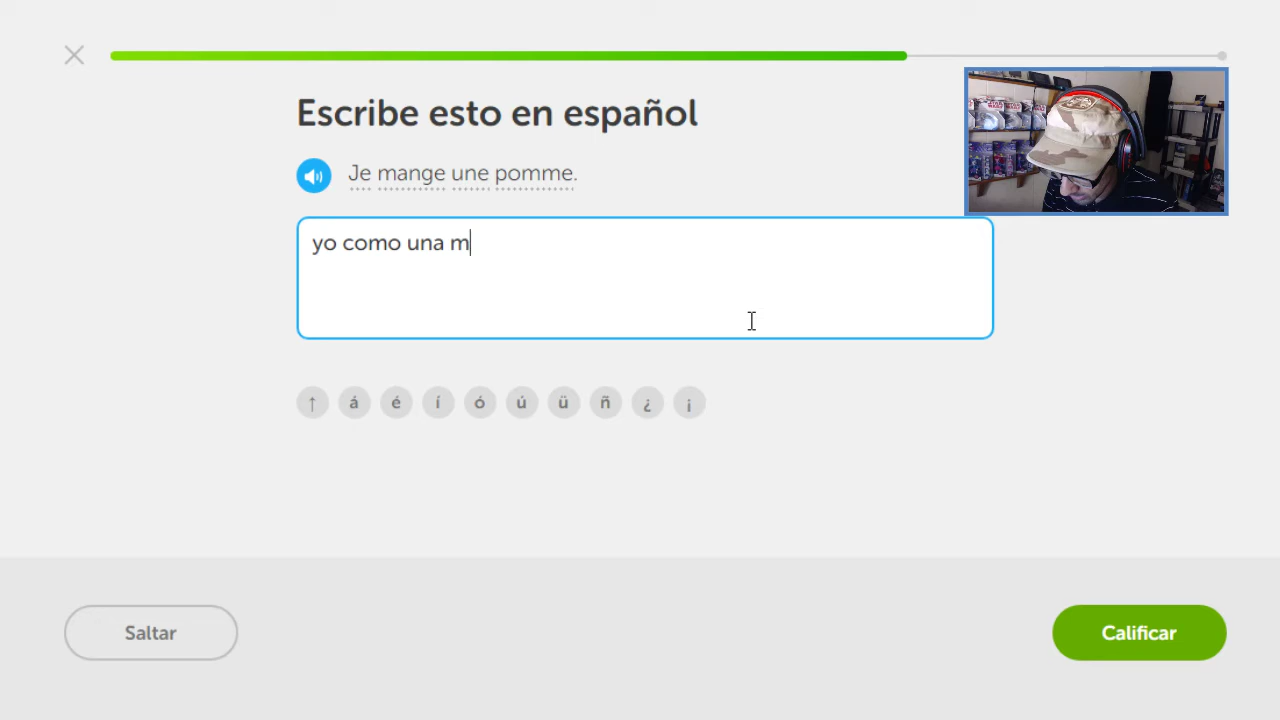 Escribe esto en español
Je mange une pomme.
yo como una m
↑ á é í ó ú ü ñ ¿ ¡
Saltar
Calificar